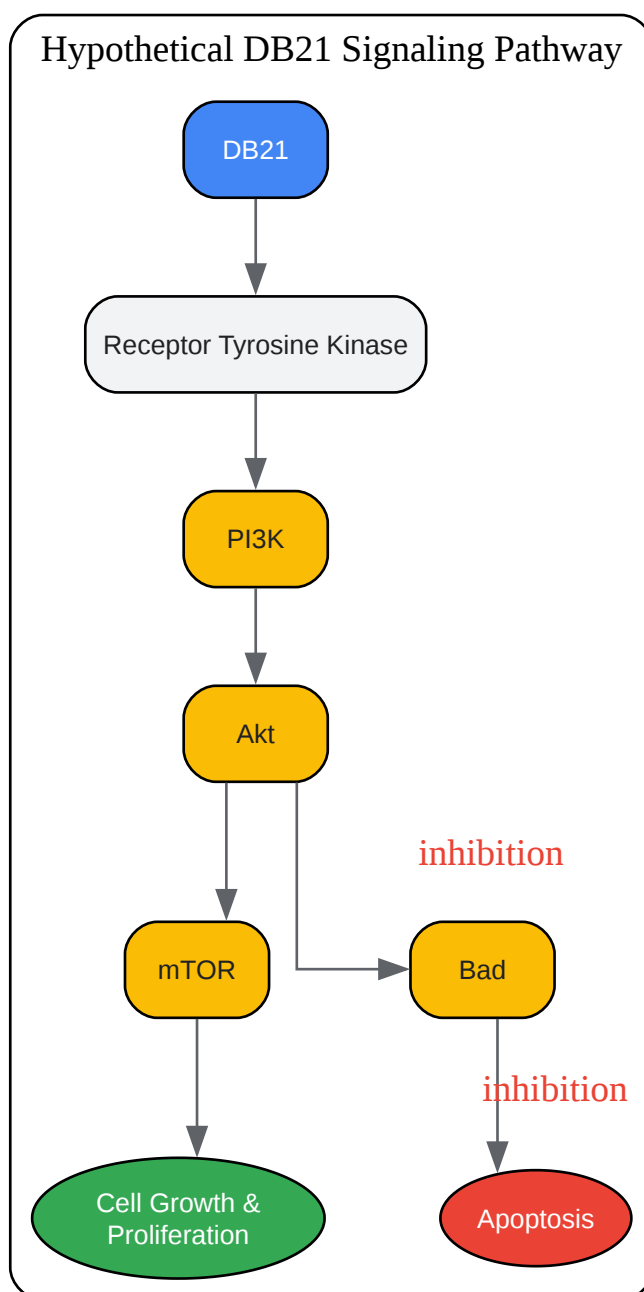 Hypothetical DB21 Signaling Pathway
DB21
Receptor Tyrosine Kinase
PI3K
Akt
inhibition
mTOR
Bad
inhibition
Cell Growth &
Proliferation
Apoptosis